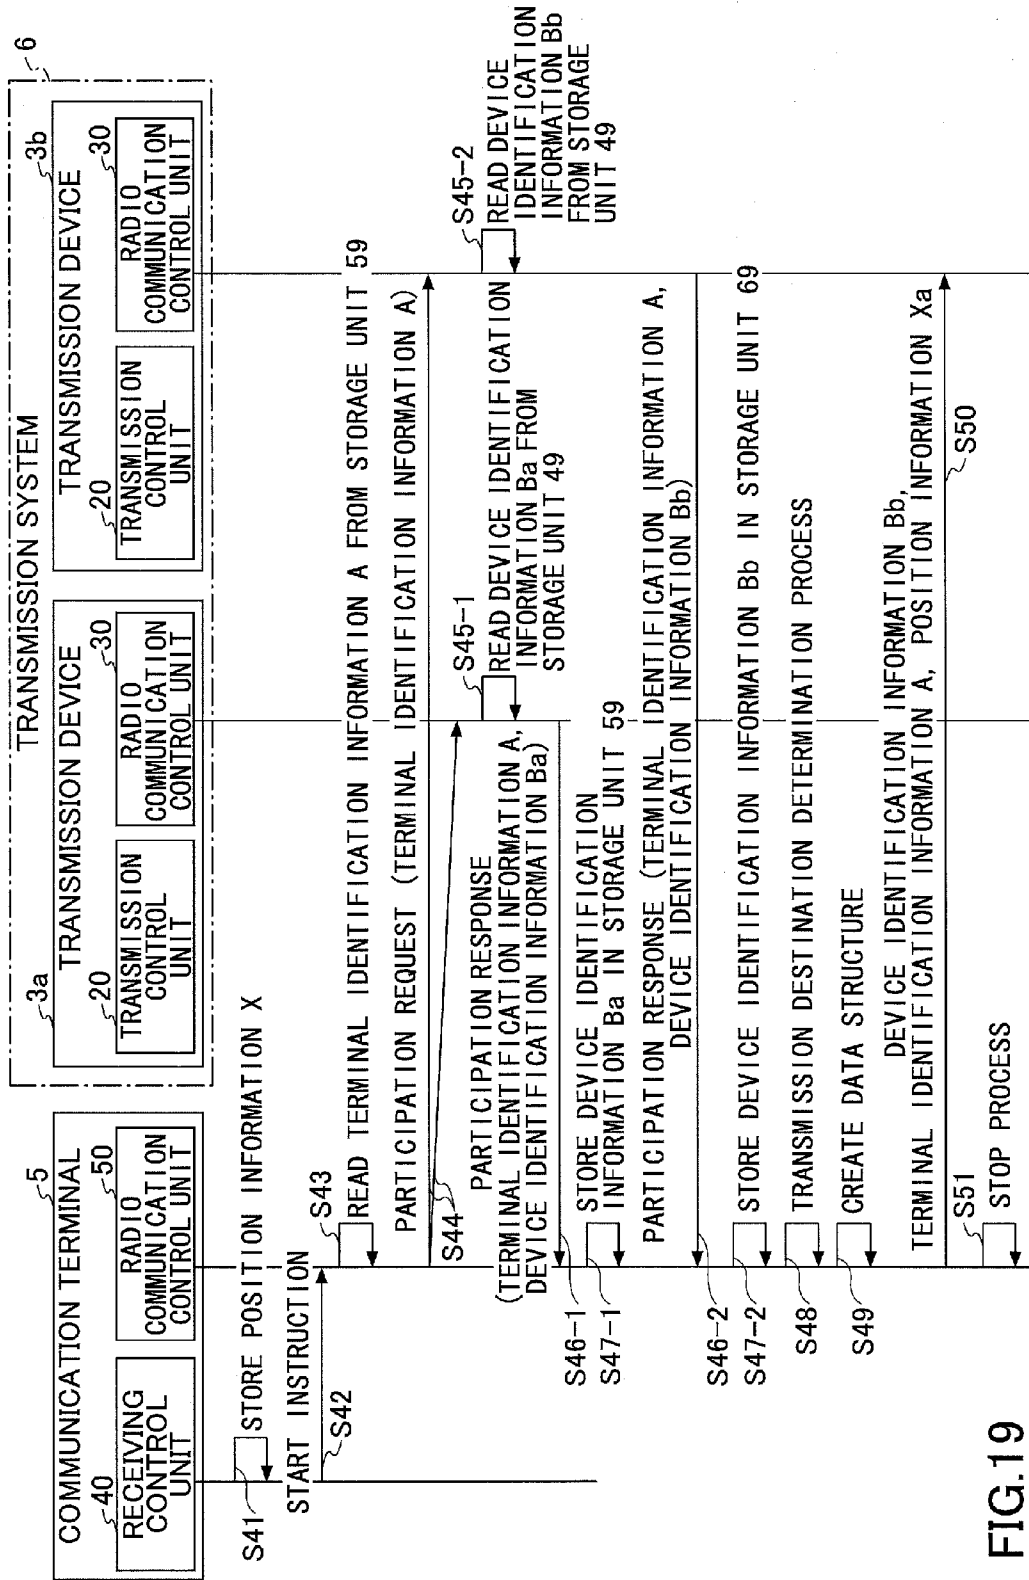 TRANSMISSION SYSTEM
6
COMMUNICATION TERMINAL
5
40
RECEIVING
CONTROL
UNIT
50
RADIO
COMMUNICATION
CONTROL UNIT
3a
TRANSMISSION DEVICE
20
TRANSMISSION
CONTROL
UNIT
30
RADIO
COMMUNICATION
CONTROL UNIT
3b
TRANSMISSION DEVICE
20
TRANSMISSION
CONTROL
UNIT
30
RADIO
COMMUNICATION
CONTROL UNIT
S41
STORE POSITION INFORMATION X
START INSTRUCTION
S42
S43
READ TERMINAL IDENTIFICATION INFORMATION A FROM STORAGE UNIT 59
PARTICIPATION REQUEST (TERMINAL IDENTIFICATION INFORMATION A)
S44
S45-1
READ DEVICE IDENTIFICATION
INFORMATION Ba FROM
STORAGE UNIT 49
S45-2
READ DEVICE
IDENTIFICATION
INFORMATION Bb
FROM STORAGE
UNIT 49
PARTICIPATION RESPONSE
(TERMINAL IDENTIFICATION INFORMATION A,
DEVICE IDENTIFICATION INFORMATION Ba)
S46-1
S47-1
STORE DEVICE IDENTIFICATION
INFORMATION Ba IN STORAGE UNIT 59
PARTICIPATION RESPONSE (TERMINAL IDENTIFICATION INFORMATION A,
DEVICE IDENTIFICATION INFORMATION Bb)
S46-2
S47-2
STORE DEVICE IDENTIFICATION INFORMATION Bb IN STORAGE UNIT 69
S48
TRANSMISSION DESTINATION DETERMINATION PROCESS
S49
CREATE DATA STRUCTURE
DEVICE IDENTIFICATION INFORMATION Bb,
TERMINAL IDENTIFICATION INFORMATION A, POSITION INFORMATION Xa
S50
S51
STOP PROCESS
FIG.19